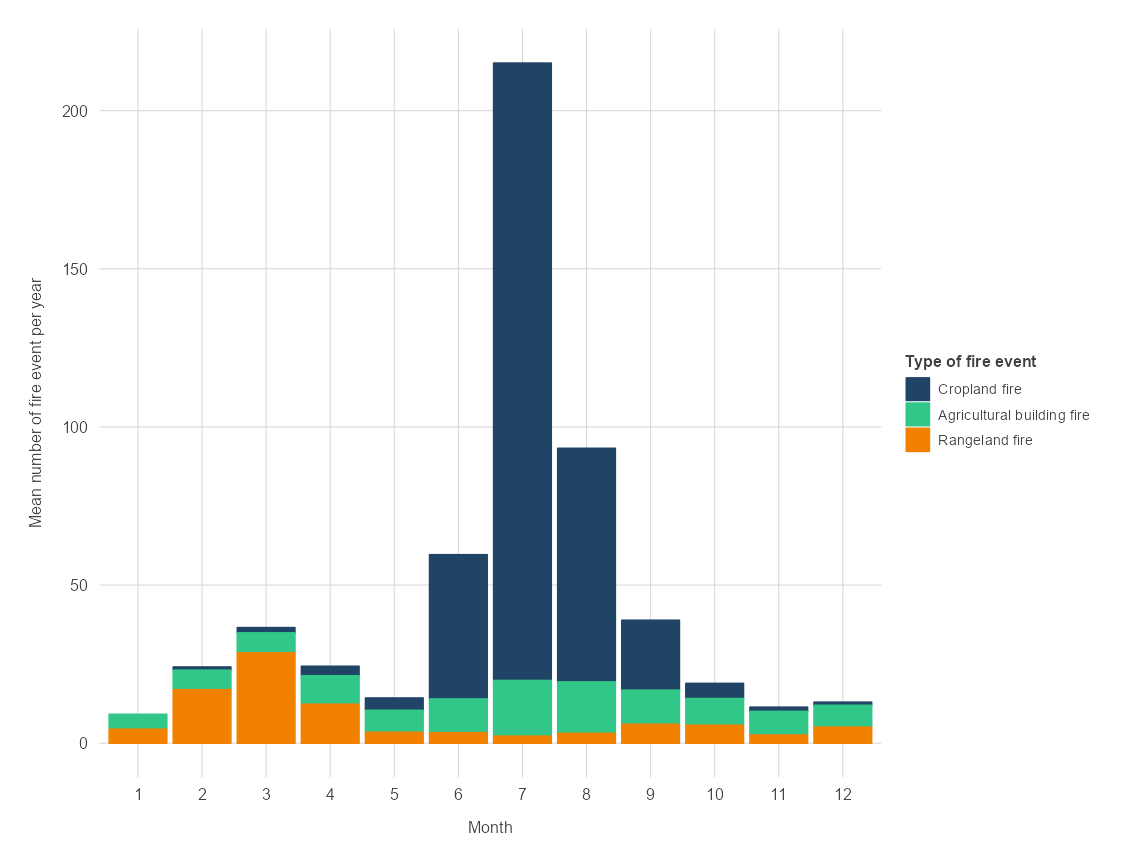 Mean number of fire event per year
200
150
100
50
0
1 2 3 4 5 6 7 8 9 10 11 12
Month
Type of fire event
Cropland fire
Agricultural building fire
Rangeland fire